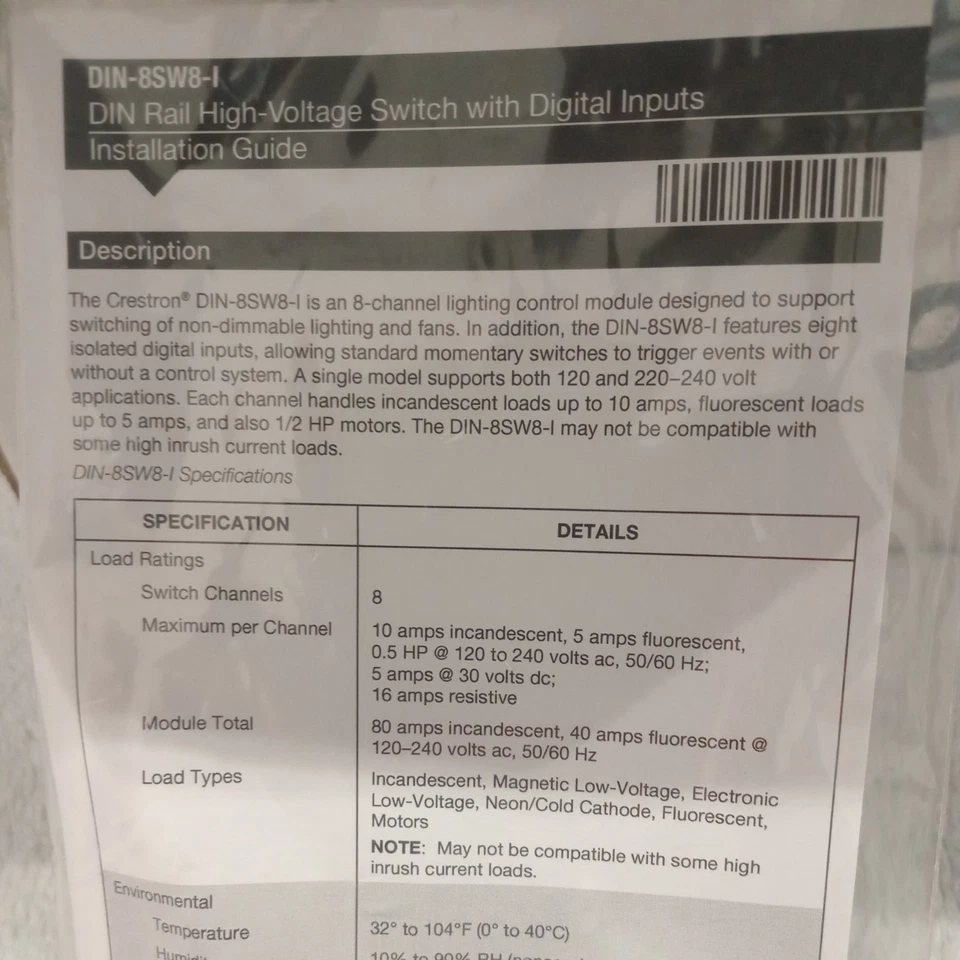 DIN-8SW8-I
DIN Rail High-Voltage Switch with Digital Inputs
Installation Guide
Description
The Crestron® DIN-8SW8-I is an 8-channel lighting control module designed to support
switching of non-dimmable lighting and fans. In addition, the DIN-8SW8-I features eight
isolated digital inputs, allowing standard momentary switches to trigger events with or
without a control system. A single model supports both 120 and 220–240 volt
applications. Each channel handles incandescent loads up to 10 amps, fluorescent loads
up to 5 amps, and also 1/2 HP motors. The DIN-8SW8-I may not be compatible with
some high inrush current loads.
DIN-8SW8-I Specifications
SPECIFICATION
DETAILS
Load Ratings
Switch Channels
8
Maximum per Channel
10 amps incandescent, 5 amps fluorescent,
0.5 HP @ 120 to 240 volts ac, 50/60 Hz;
5 amps @ 30 volts dc;
16 amps resistive
Module Total
80 amps incandescent, 40 amps fluorescent @
120–240 volts ac, 50/60 Hz
Load Types
Incandescent, Magnetic Low-Voltage, Electronic
Low-Voltage, Neon/Cold Cathode, Fluorescent,
Motors
NOTE: May not be compatible with some high
inrush current loads.
Environmental
Temperature
32° to 104°F (0° to 40°C)
10% to 90% RH